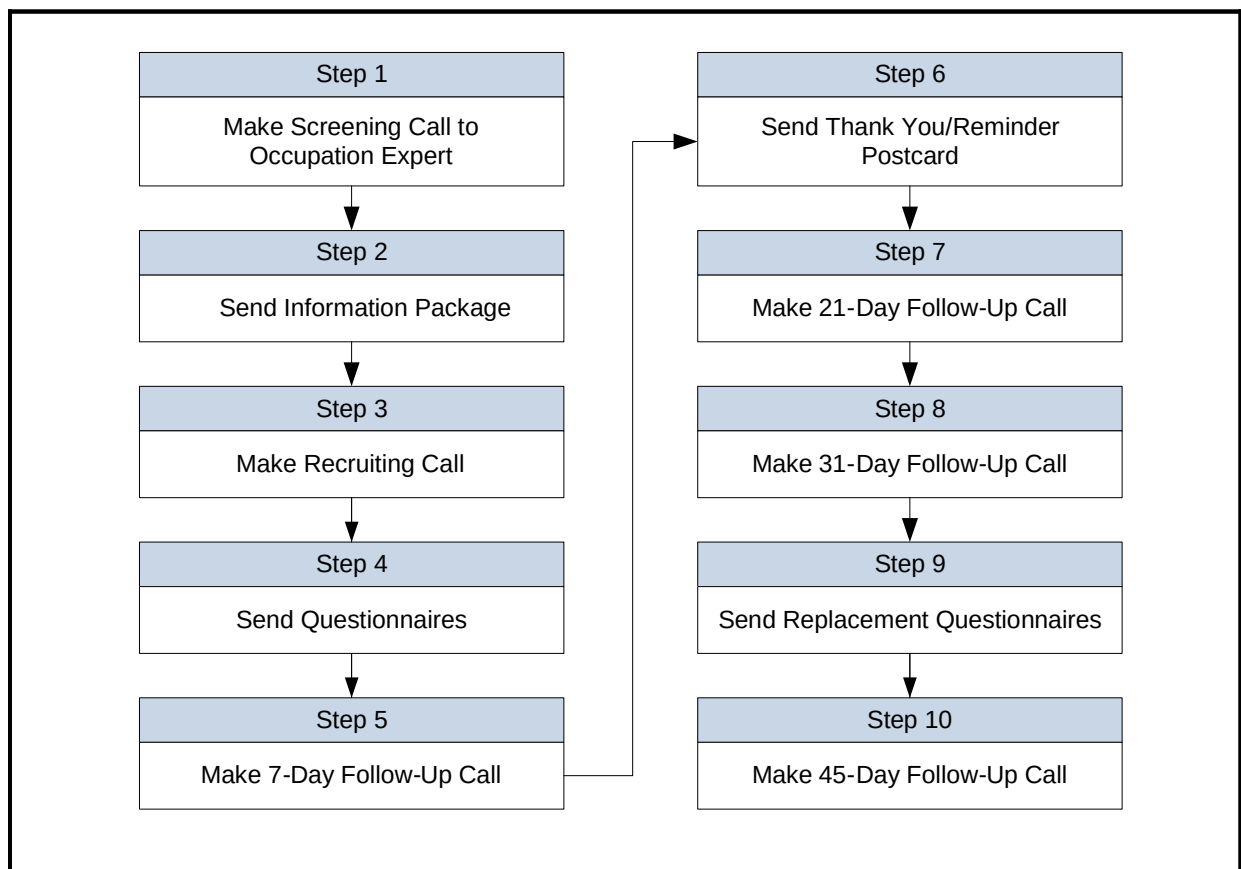 Step 1
Make Screening Call to
Occupation Expert
Step 2
Send Information Package
Step 3
Make Recruiting Call
Step 4
Send Questionnaires
Step 5
Make 7-Day Follow-Up Call
Step 6
Send Thank You/Reminder
Postcard
Step 7
Make 21-Day Follow-Up Call
Step 8
Make 31-Day Follow-Up Call
Step 9
Send Replacement Questionnaires
Step 10
Make 45-Day Follow-Up Call